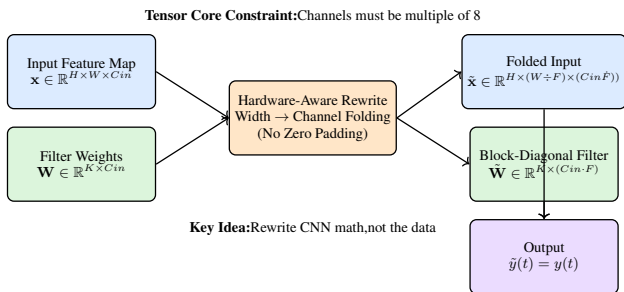 Tensor Core Constraint:Channels must be multiple of 8
Input Feature Map
x ∈ ℝ^{H×W×Cin}
Filter Weights
W ∈ ℝ^{K×Cin}
Hardware-Aware Rewrite
Width → Channel Folding
(No Zero Padding)
Folded Input
x̃ ∈ ℝ^{H×(W÷F)×(CinḞ))}
Block-Diagonal Filter
W̃ ∈ ℝ^{K×(Cin·F)}
Key Idea:Rewrite CNN math,not the data
Output
ỹ(t) = y(t)